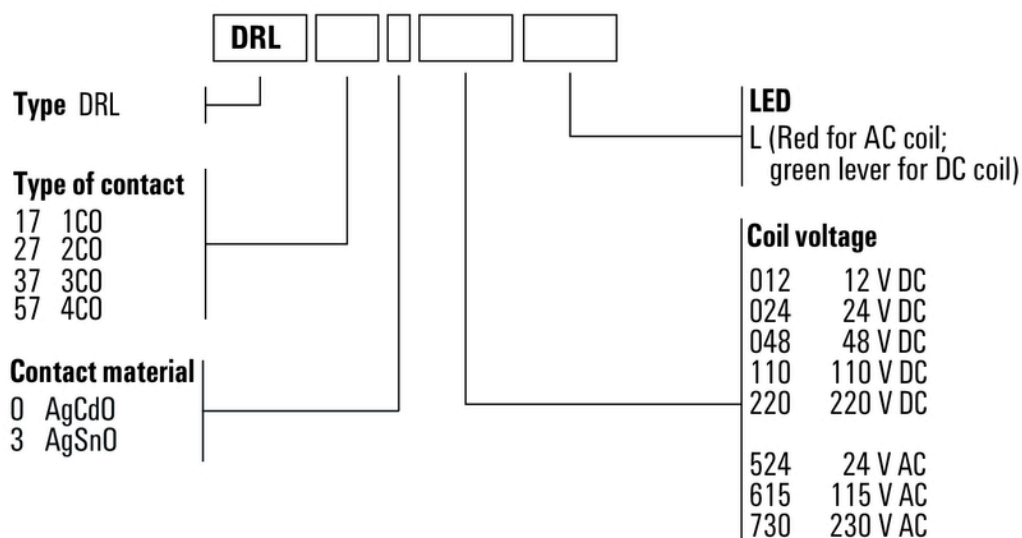 DRL
Type DRL
Type of contact
17 1CO
27 2CO
37 3CO
57 4CO
Contact material
0 AgCdO
3 AgSnO
LED
L (Red for AC coil;
green lever for DC coil)
Coil voltage
012 12 V DC
024 24 V DC
048 48 V DC
110 110 V DC
220 220 V DC
524 24 V AC
615 115 V AC
730 230 V AC